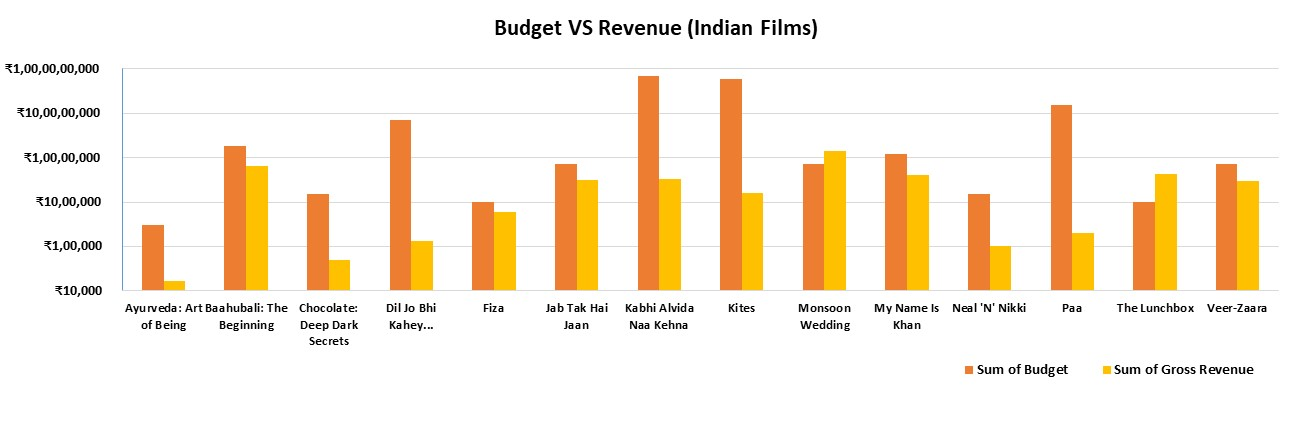 Budget VS Revenue (Indian Films)
₹1,00,00,00,000
₹10,00,00,000
₹1,00,00,000
₹10,00,000
₹1,00,000
₹10,000
Ayurveda: Art
of Being
Baahubali: The
Beginning
Chocolate:
Deep Dark
Secrets
Dil Jo Bhi
Kahey...
Fiza
Jab Tak Hai
Jaan
Kabhi Alvida
Naa Kehna
Kites
Monsoon
Wedding
My Name Is
Khan
Neal 'N' Nikki
Paa
The Lunchbox
Veer-Zaara
Sum of Budget
Sum of Gross Revenue